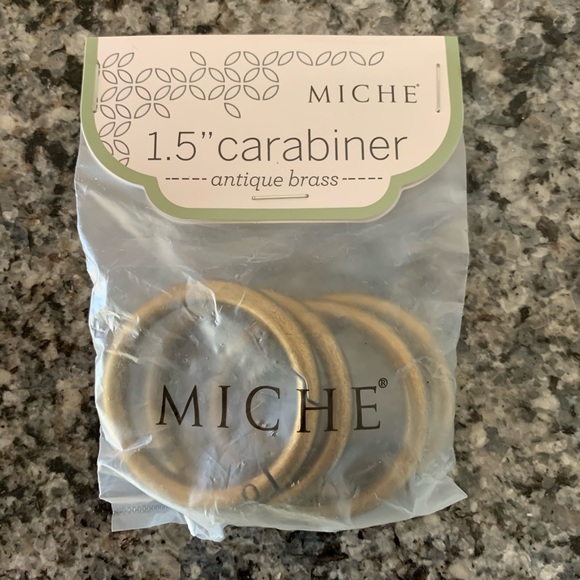 MICHE®
1.5" carabiner
-----antique brass-----
MICHE®